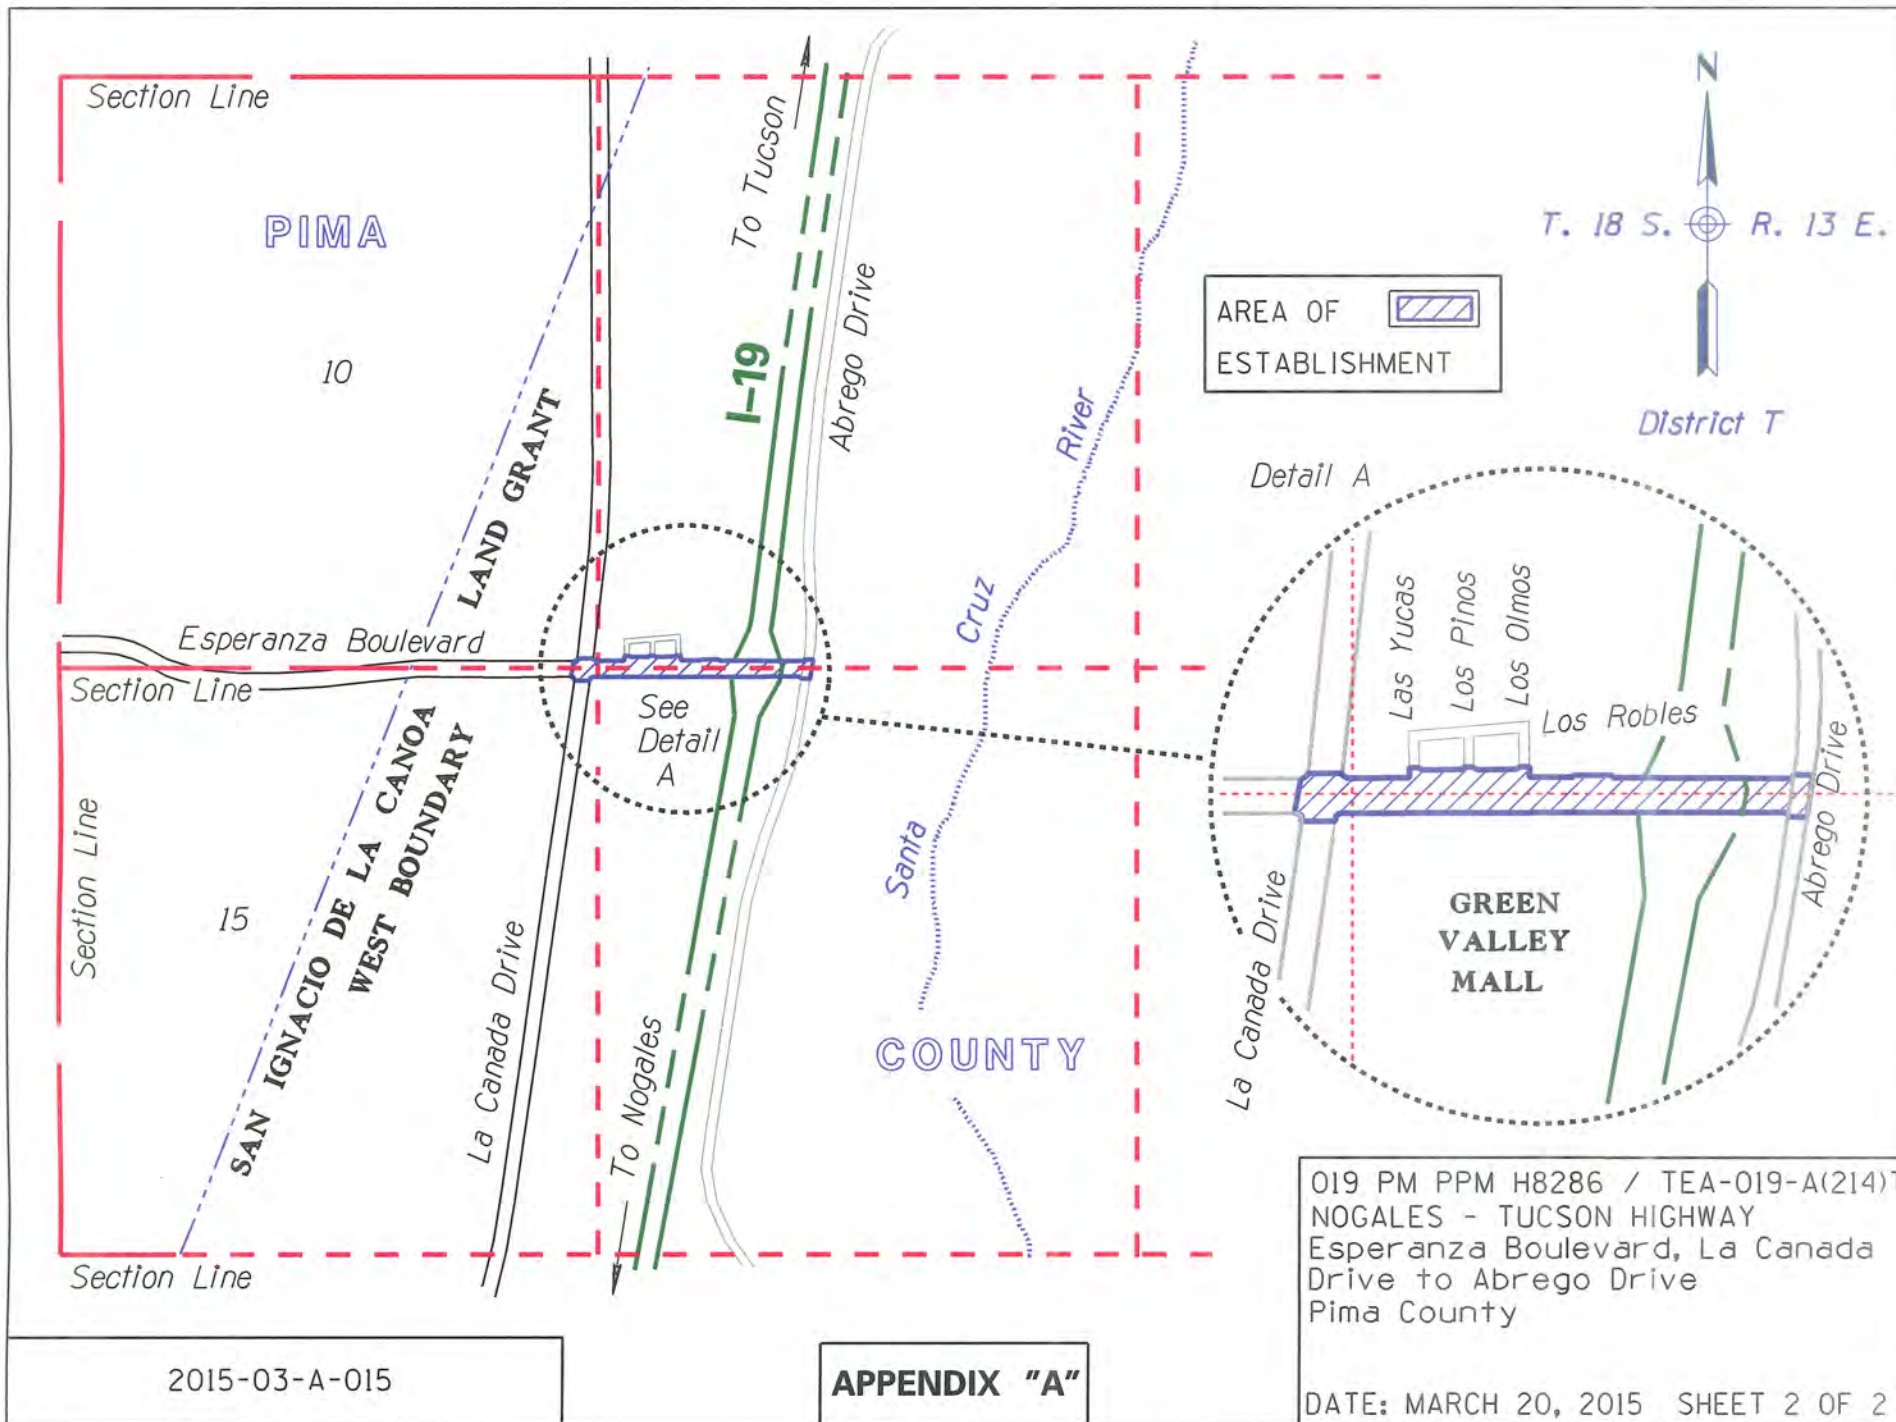 Section Line
PIMA
10
To Tucson
I-19
Abrego Drive
LAND GRANT
Esperanza Boulevard
Section Line
See
Detail
A
SAN IGNACIO DE LA CANOA
WEST BOUNDARY
15
Section Line
La Canada Drive
To Nogales
Section Line
Santa Cruz River
COUNTY
N
T. 18 S. R. 13 E.
District T
AREA OF
ESTABLISHMENT
Detail A
Las Yucas
Los Pinos
Los Olmos
Los Robles
Abrego Drive
La Canada Drive
GREEN
VALLEY
MALL
019 PM PPM H8286 / TEA-019-A(214)T
NOGALES - TUCSON HIGHWAY
Esperanza Boulevard, La Canada
Drive to Abrego Drive
Pima County
DATE: MARCH 20, 2015 SHEET 2 OF 2
2015-03-A-015
APPENDIX "A"